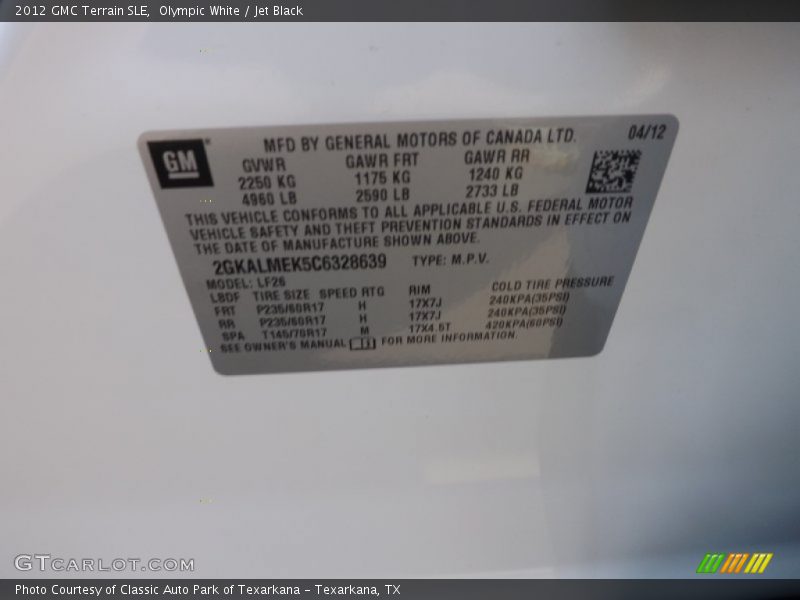 2012 GMC Terrain SLE, Olympic White / Jet Black
GM
MFD BY GENERAL MOTORS OF CANADA LTD. 04/12
GVWR GAWR FRT GAWR RR
2250 KG 1175 KG 1240 KG
4960 LB 2590 LB 2733 LB
THIS VEHICLE CONFORMS TO ALL APPLICABLE U.S. FEDERAL MOTOR
VEHICLE SAFETY AND THEFT PREVENTION STANDARDS IN EFFECT ON
THE DATE OF MANUFACTURE SHOWN ABOVE.
2GKALMEK5C6328639 TYPE: M.P.V.
MODEL: LF26
LBDF TIRE SIZE SPEED RTG RIM COLD TIRE PRESSURE
FRT P235/60R17 H 17X7J 240KPA(35PSI)
RR P235/60R17 H 17X7J 240KPA(35PSI)
SPA T145/70R17 M 17X4.5T 420KPA(60PSI)
SEE OWNER'S MANUAL FOR MORE INFORMATION.
GTCARLOT.COM
Photo Courtesy of Classic Auto Park of Texarkana - Texarkana, TX